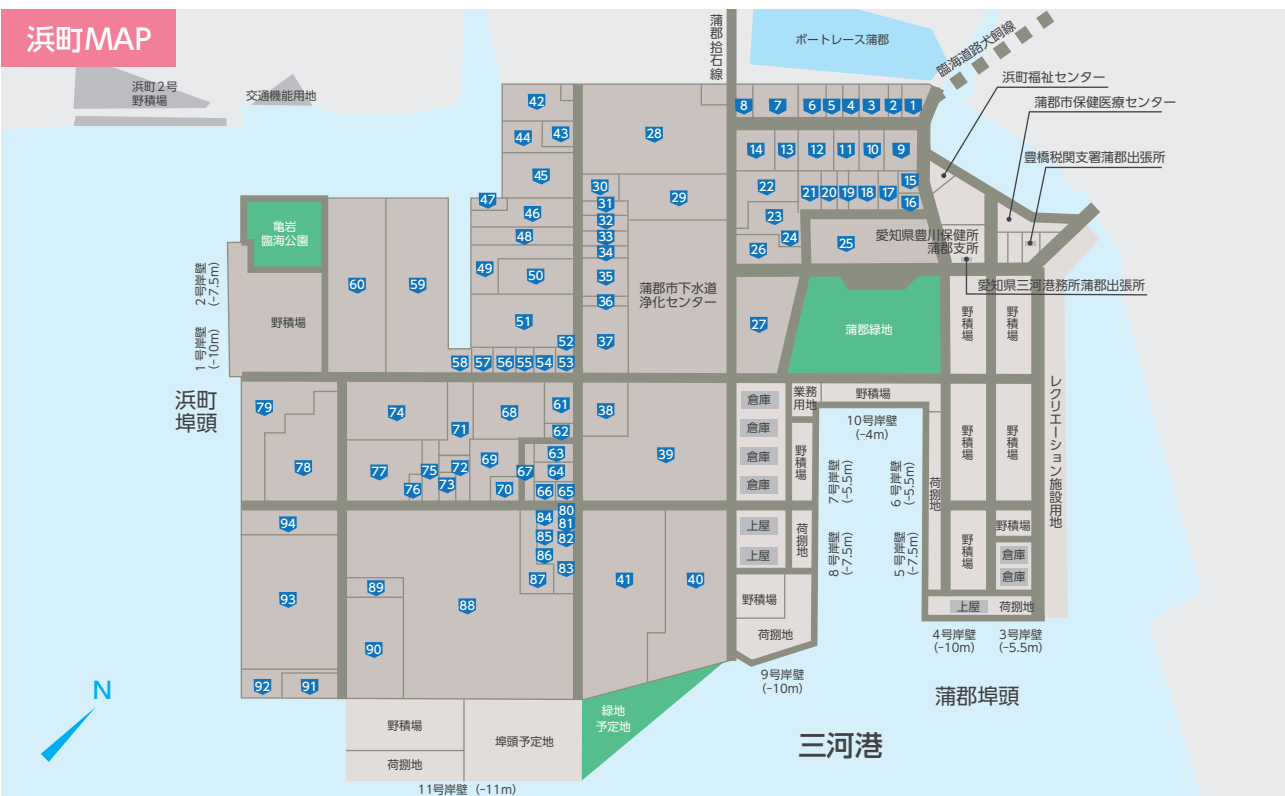 浜町MAP
浜町2号
野積場
交通機能用地
蒲郡拾石線
ボートレース蒲郡
臨海道路犬飼線
浜町福祉センター
蒲郡市保健医療センター
豊橋税関支署蒲郡出張所
愛知県豊川保健所
蒲郡支所
愛知県三河港務所蒲郡出張所
42
44
43
45
47
46
48
49
50
51
52
58
57
56
55
54
53
28
30
29
31
32
33
34
35
36
37
蒲郡市下水道
浄化センター
8
7
6
5
4
3
2
1
14
13
12
11
10
9
22
21
20
19
18
17
15
16
23
24
25
26
27
蒲郡緑地
亀岩
臨海公園
60
59
2号岸壁
(-7.5m)
1号岸壁
(-10m)
野積場
浜町
埠頭
79
78
74
71
68
61
62
77
76
75
72
73
69
70
67
63
64
66
65
38
39
94
93
92
91
89
90
88
84
80
81
85
82
86
83
87
41
40
倉庫
倉庫
倉庫
倉庫
上屋
上屋
業務
用地
野積場
荷捌地
野積場
荷捌地
野積場
10号岸壁
(-4m)
7号岸壁
(-5.5m)
8号岸壁
(-7.5m)
6号岸壁
(-5.5m)
5号岸壁
(-7.5m)
荷捌地
野積場
野積場
野積場
野積場
野積場
野積場
倉庫
倉庫
上屋
荷捌地
レクリエーション施設用地
4号岸壁
(-10m)
3号岸壁
(-5.5m)
9号岸壁
(-10m)
蒲郡埠頭
三河港
緑地
予定地
野積場
荷捌地
埠頭予定地
11号岸壁 (-11m)
N